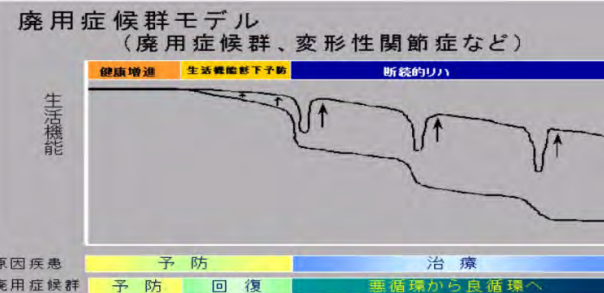 廃用症候群モデル
(廃用症候群、変形性関節症など)
健康増進 生活機能低下予防 断続的リハ
生活機能
原因疾患 予防 治療
廃用症候群 予防 回復 悪循環から良循環へ